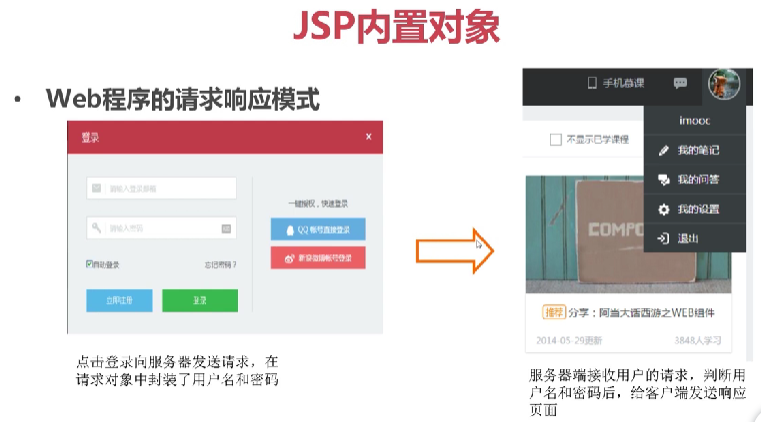 JSP内置对象
• Web程序的请求响应模式
登录
×
请输入登录邮箱
请输入密码
自动登录
忘记密码？
立即注册
登录
一键授权，快速登录
QQ 帐号直接登录
新浪微博帐号登录
点击登录向服务器发送请求，在
请求对象中封装了用户名和密码
手机慕课
imooc
不显示已学课程
我的笔记
我的问答
我的设置
退出
COMPO
推荐 分享：阿当大话西游之WEB组件
2014-05-29更新
3848人学习
服务器端接收用户的请求，判断用
户名和密码后，给客户端发送响应
页面